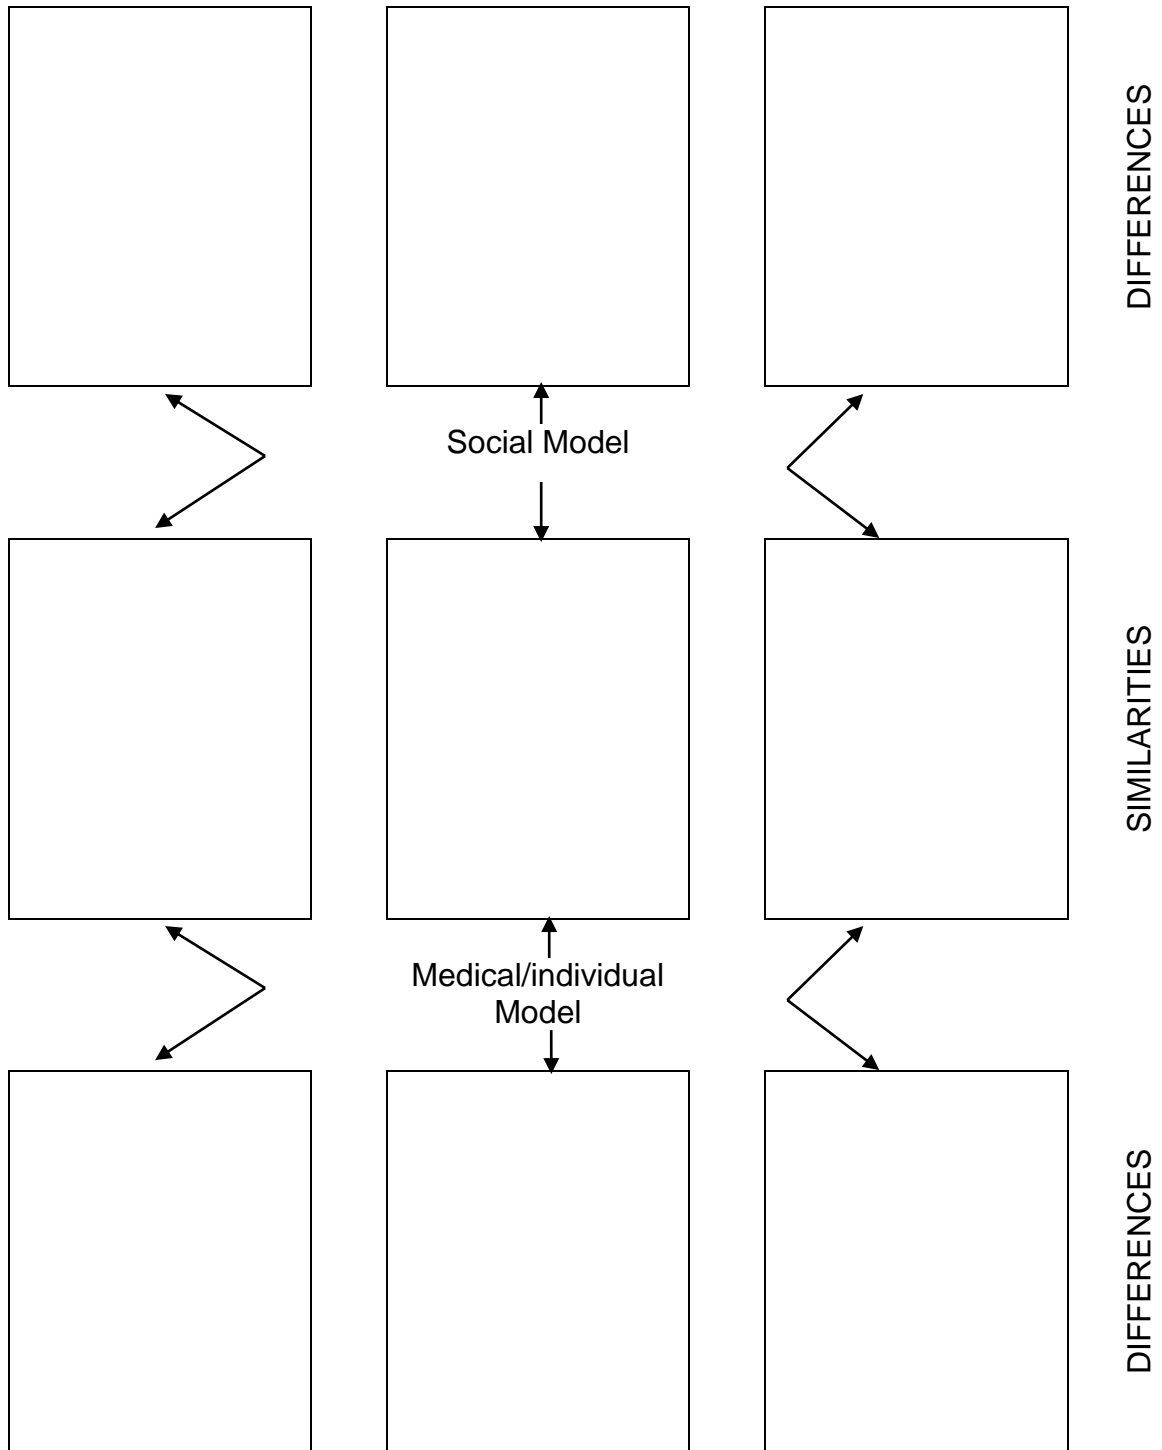 DIFFERENCES
Social Model
SIMILARITIES
Medical/individual
Model
DIFFERENCES